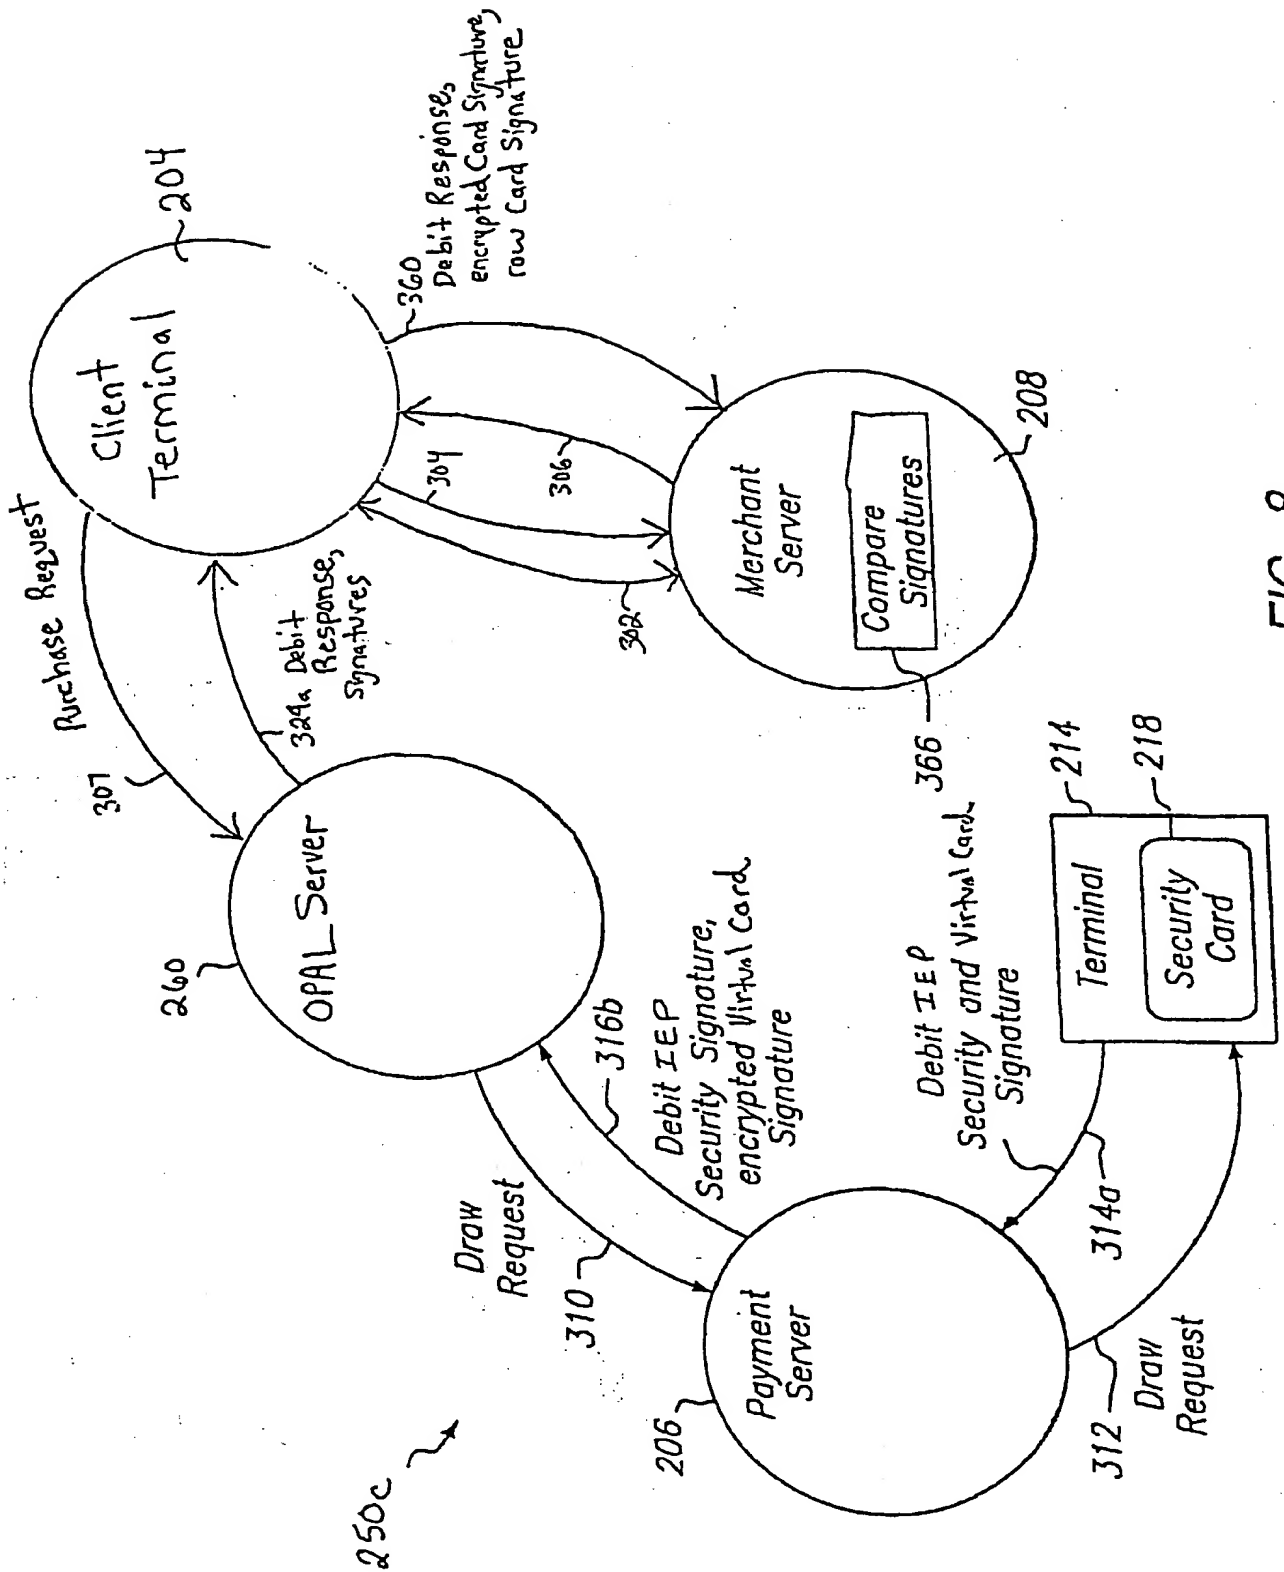 250c
Purchase Request
307
Client
Terminal
204
324a Debit
Response,
Signatures
360
Debit Response,
encrypted Card Signature,
raw Card Signature
260
OPAL Server
304
306
302
Merchant
Server
Compare
Signatures
208
366
Draw
Request
310
316b
Debit IEP
Security Signature,
encrypted Virtual Card
Signature
206
Payment
Server
Debit IEP
Security and Virtual Card
Signature
314a
Terminal
Security
Card
214
218
312
Draw
Request
FIG. 8